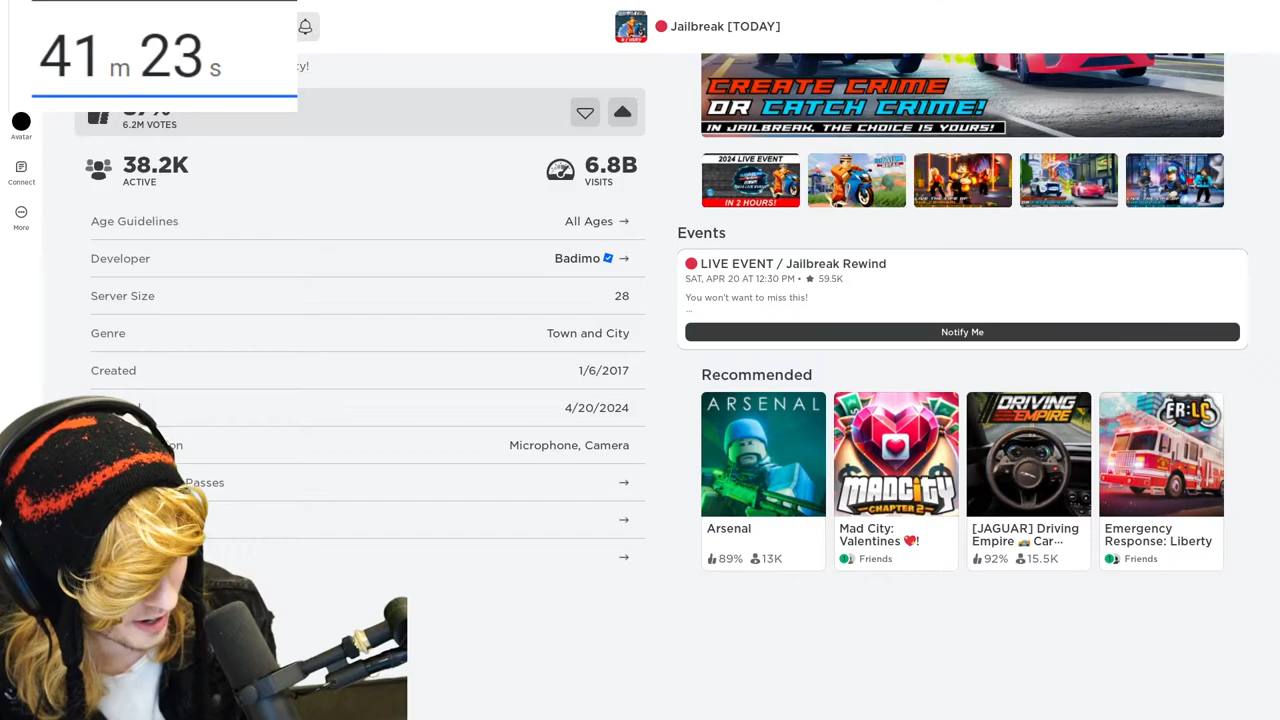 41 m 23 s
Jailbreak [TODAY]
ty!
6.2M VOTES
38.2K
ACTIVE
6.8B
VISITS
Avatar
Connect
More
Age Guidelines
All Ages →
Developer
Badimo →
Server Size
28
Genre
Town and City
Created
1/6/2017
4/20/2024
on
Microphone, Camera
Passes
→
→
→
CREATE CRIME
OR CATCH CRIME!
IN JAILBREAK, THE CHOICE IS YOURS!
2024 LIVE EVENT
IN 2 HOURS!
Events
LIVE EVENT / Jailbreak Rewind
SAT, APR 20 AT 12:30 PM • ★ 59.5K
You won't want to miss this!
...
Notify Me
Recommended
ARSENAL
Arsenal
89% 13K
MADCITY
CHAPTER 2
Mad City:
Valentines ❤️!
Friends
DRIVING
EMPIRE
[JAGUAR] Driving
Empire 🚕 Car···
92% 15.5K
ER:LC
Emergency
Response: Liberty
Friends